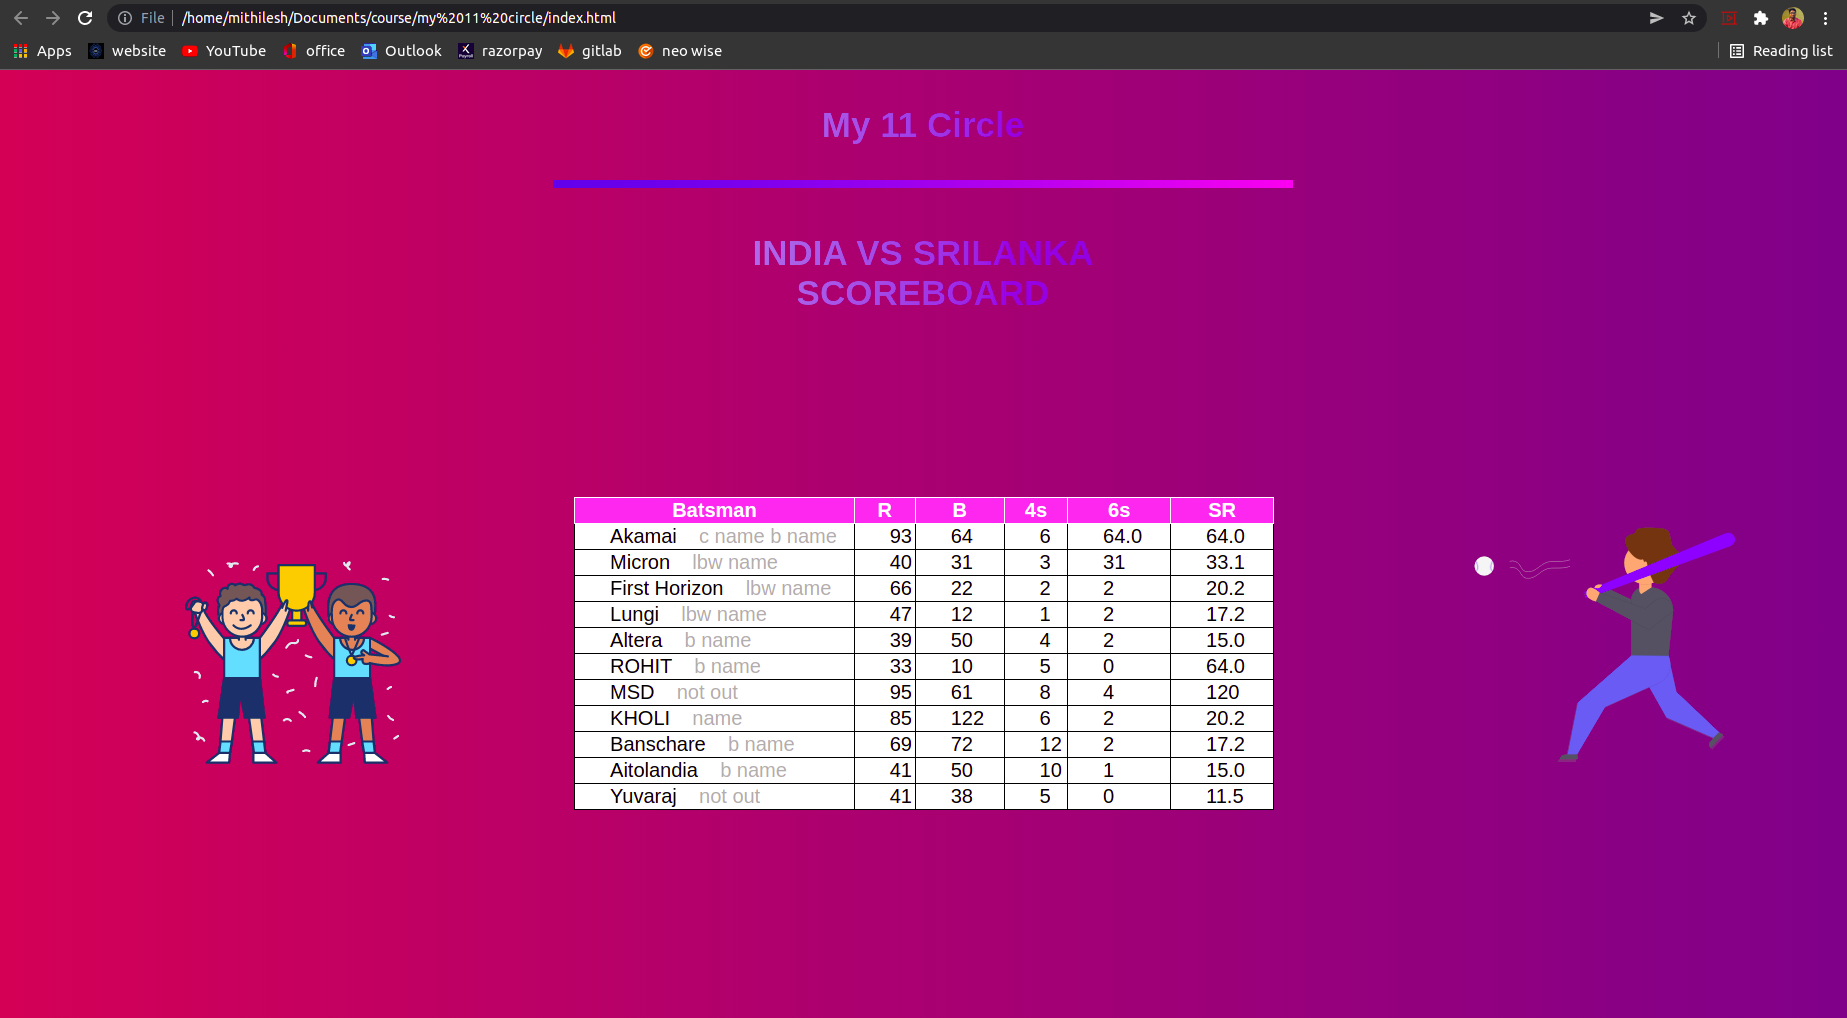 File | /home/mithilesh/Documents/course/my%2011%20circle/index.html
Apps website YouTube office Outlook razorpay gitlab neo wise Reading list
My 11 Circle
INDIA VS SRILANKA
SCOREBOARD
Batsman R B 4s 6s SR
Akamai c name b name 93 64 6 64.0 64.0
Micron lbw name 40 31 3 31 33.1
First Horizon lbw name 66 22 2 2 20.2
Lungi lbw name 47 12 1 2 17.2
Altera b name 39 50 4 2 15.0
ROHIT b name 33 10 5 0 64.0
MSD not out 95 61 8 4 120
KHOLI name 85 122 6 2 20.2
Banschare b name 69 72 12 2 17.2
Aitolandia b name 41 50 10 1 15.0
Yuvaraj not out 41 38 5 0 11.5